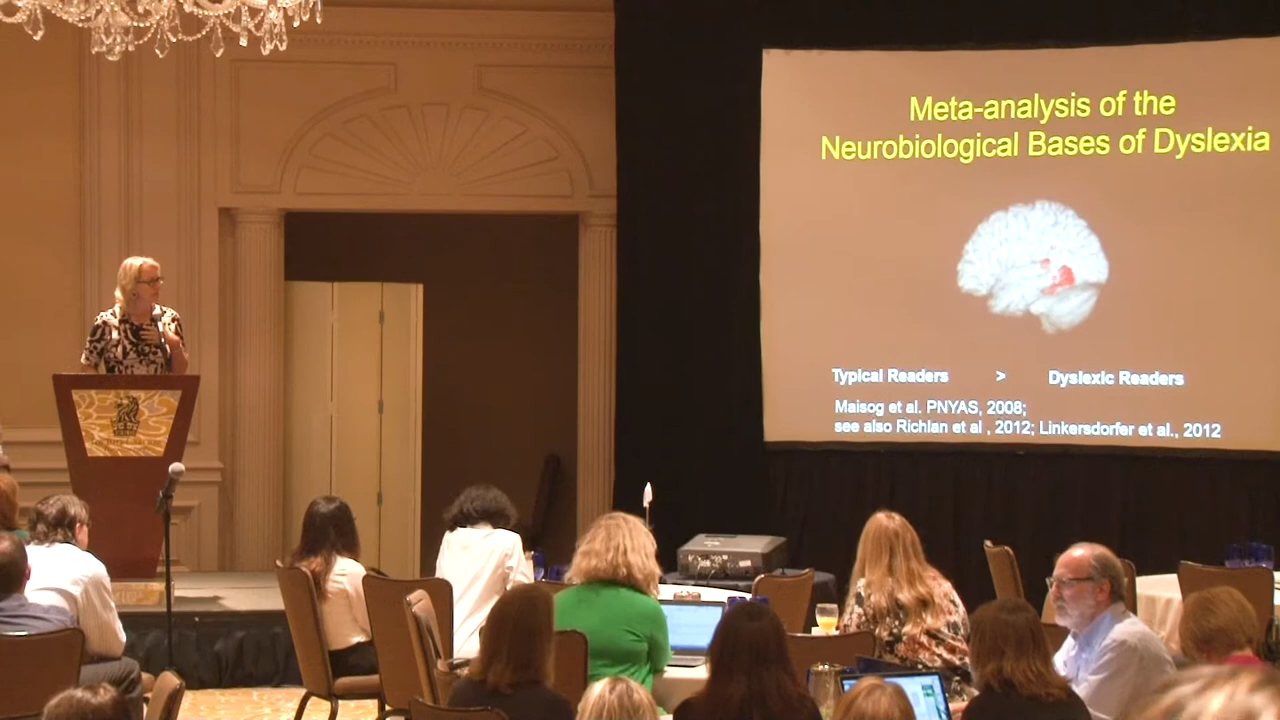 Meta-analysis of the
Neurobiological Bases of Dyslexia
Typical Readers > Dyslexic Readers
Maisog et al. PNYAS, 2008;
see also Richlan et al , 2012; Linkersdorfer et al., 2012